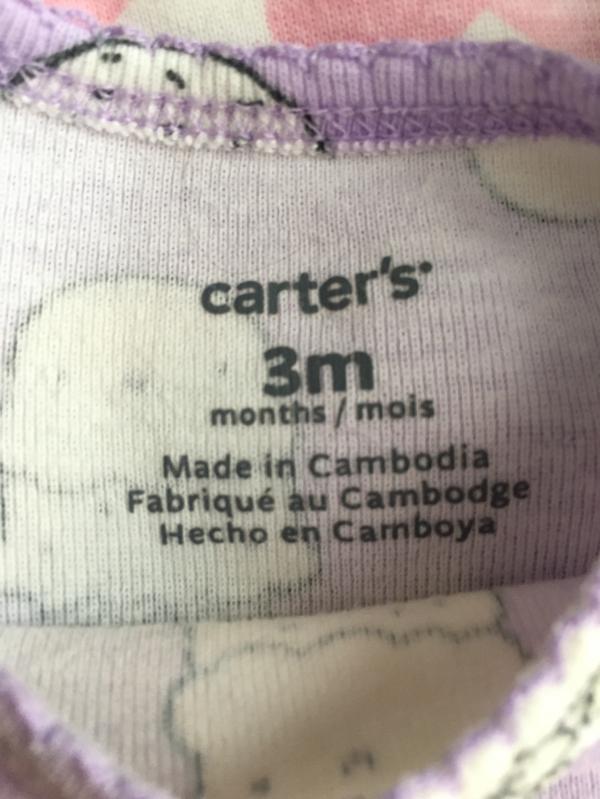 carter's
3m
months / mois
Made in Cambodia
Fabriqué au Cambodge
Hecho en Camboya